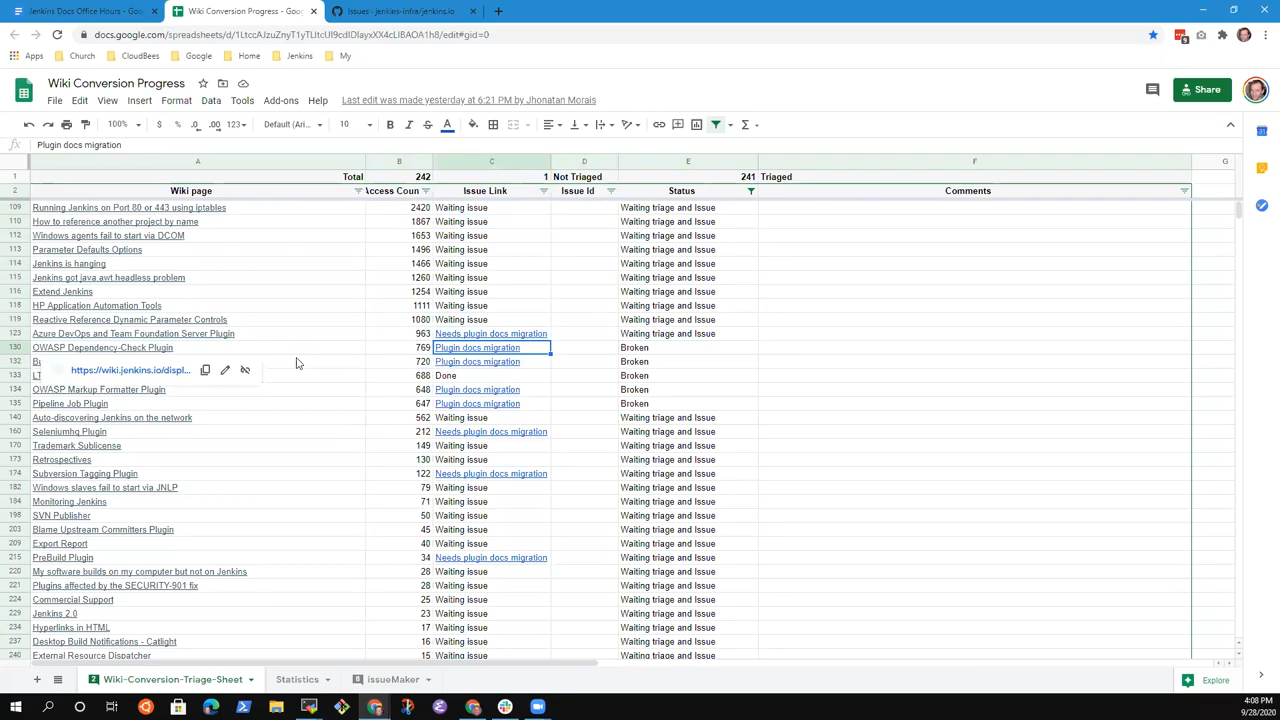 Jenkins Docs Office Hours - Goog
Wiki Conversion Progress - Goog
Issues · jenkins-infra/jenkins.io
docs.google.com/spreadsheets/d/
Apps Church CloudBees Google Home Jenkins My
Wiki Conversion Progress
File Edit View Insert Format Data Tools Add-ons Help Last edit was made yesterday at 6:21 PM by Jhonatan Morais
Share
100% $ % .0 .00 123 Default (Ari... 10
Plugin docs migration
A B C D E F G
1 Total 242 1 Not Triaged 241 Triaged
2 Wiki page Access Coun Issue Link Issue Id Status Comments
109 Running Jenkins on Port 80 or 443 using iptables 2420 Waiting issue Waiting triage and Issue
110 How to reference another project by name 1867 Waiting issue Waiting triage and Issue
112 Windows agents fail to start via DCOM 1653 Waiting issue Waiting triage and Issue
113 Parameter Defaults Options 1496 Waiting issue Waiting triage and Issue
114 Jenkins is hanging 1466 Waiting issue Waiting triage and Issue
115 Jenkins got java.awt.headless problem 1260 Waiting issue Waiting triage and Issue
116 Extend Jenkins 1254 Waiting issue Waiting triage and Issue
118 HP Application Automation Tools 1111 Waiting issue Waiting triage and Issue
119 Reactive Reference Dynamic Parameter Controls 1080 Waiting issue Waiting triage and Issue
123 Azure DevOps and Team Foundation Server Plugin 963 Needs plugin docs migration Waiting triage and Issue
130 OWASP Dependency-Check Plugin 769 Plugin docs migration Broken
132 720 Plugin docs migration Broken
https://wiki.jenkins.io/displ...
133 LT 688 Done Broken
134 OWASP Markup Formatter Plugin 648 Plugin docs migration Broken
135 Pipeline Job Plugin 647 Plugin docs migration Broken
140 Auto-discovering Jenkins on the network 562 Waiting issue Waiting triage and Issue
160 Seleniumhq Plugin 212 Needs plugin docs migration Waiting triage and Issue
170 Trademark Sublicense 149 Waiting issue Waiting triage and Issue
173 Retrospectives 130 Waiting issue Waiting triage and Issue
174 Subversion Tagging Plugin 122 Needs plugin docs migration Waiting triage and Issue
182 Windows slaves fail to start via JNLP 79 Waiting issue Waiting triage and Issue
184 Monitoring Jenkins 71 Waiting issue Waiting triage and Issue
198 SVN Publisher 50 Waiting issue Waiting triage and Issue
203 Blame Upstream Committers Plugin 45 Waiting issue Waiting triage and Issue
209 Export Report 40 Waiting issue Waiting triage and Issue
215 PreBuild Plugin 34 Needs plugin docs migration Waiting triage and Issue
220 My software builds on my computer but not on Jenkins 28 Waiting issue Waiting triage and Issue
221 Plugins affected by the SECURITY-901 fix 28 Waiting issue Waiting triage and Issue
224 Commercial Support 25 Waiting issue Waiting triage and Issue
229 Jenkins 2.0 23 Waiting issue Waiting triage and Issue
234 Hyperlinks in HTML 17 Waiting issue Waiting triage and Issue
237 Desktop Build Notifications - Catlight 16 Waiting issue Waiting triage and Issue
240 External Resource Dispatcher 15 Waiting issue Waiting triage and Issue
2 Wiki-Conversion-Triage-Sheet Statistics 8 issueMaker Explore
4:08 PM
9/28/2020